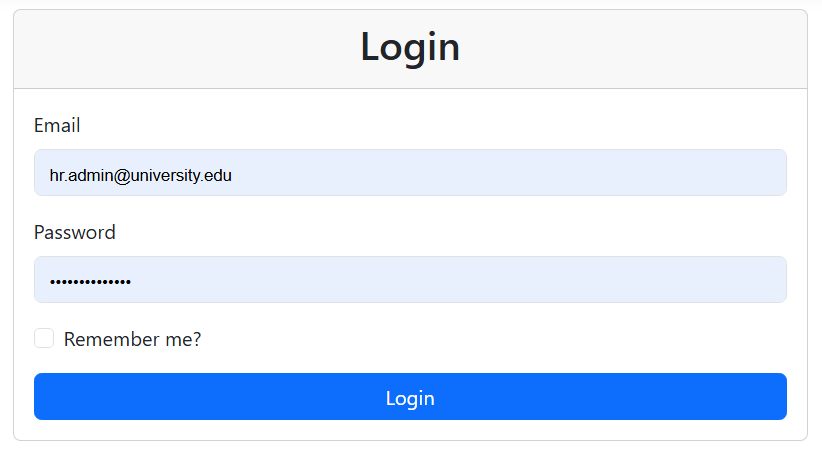 Login
Email
hr.admin@university.edu
Password
••••••••••••••
Remember me?
Login